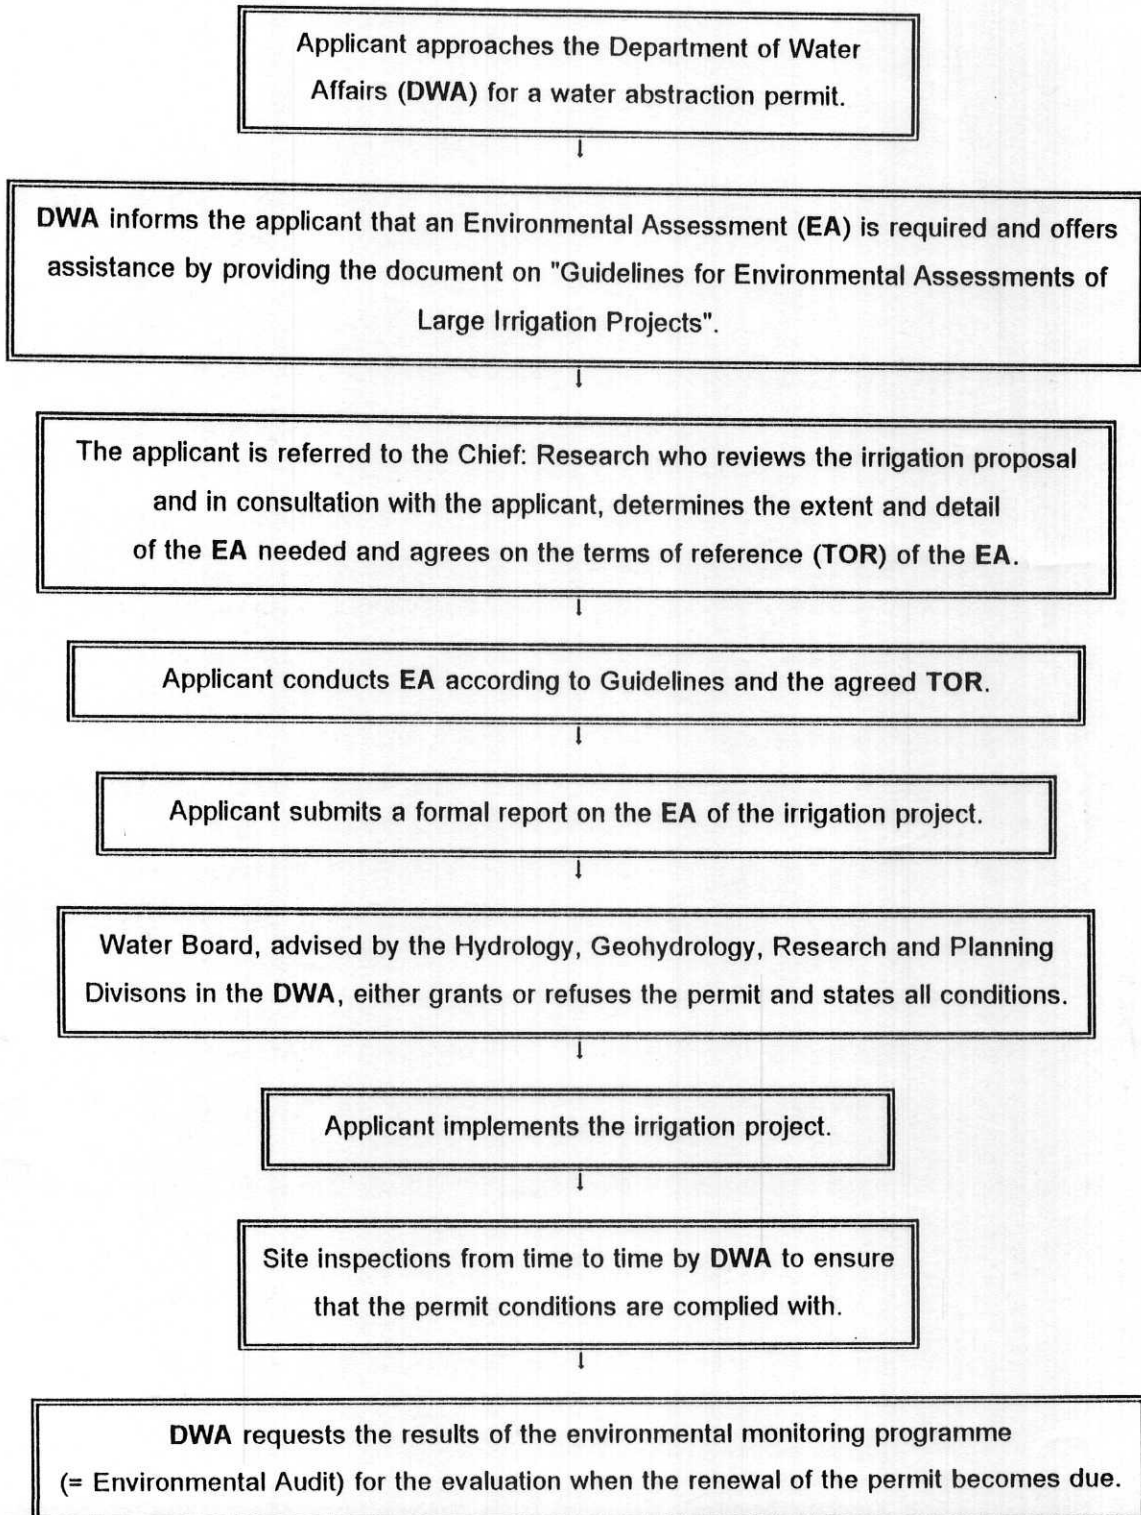 Applicant approaches the Department of Water
Affairs (DWA) for a water abstraction permit.
↓
DWA informs the applicant that an Environmental Assessment (EA) is required and offers
assistance by providing the document on "Guidelines for Environmental Assessments of
Large Irrigation Projects".
↓
The applicant is referred to the Chief: Research who reviews the irrigation proposal
and in consultation with the applicant, determines the extent and detail
of the EA needed and agrees on the terms of reference (TOR) of the EA.
↓
Applicant conducts EA according to Guidelines and the agreed TOR.
↓
Applicant submits a formal report on the EA of the irrigation project.
↓
Water Board, advised by the Hydrology, Geohydrology, Research and Planning
Divisons in the DWA, either grants or refuses the permit and states all conditions.
↓
Applicant implements the irrigation project.
↓
Site inspections from time to time by DWA to ensure
that the permit conditions are complied with.
↓
DWA requests the results of the environmental monitoring programme
(= Environmental Audit) for the evaluation when the renewal of the permit becomes due.